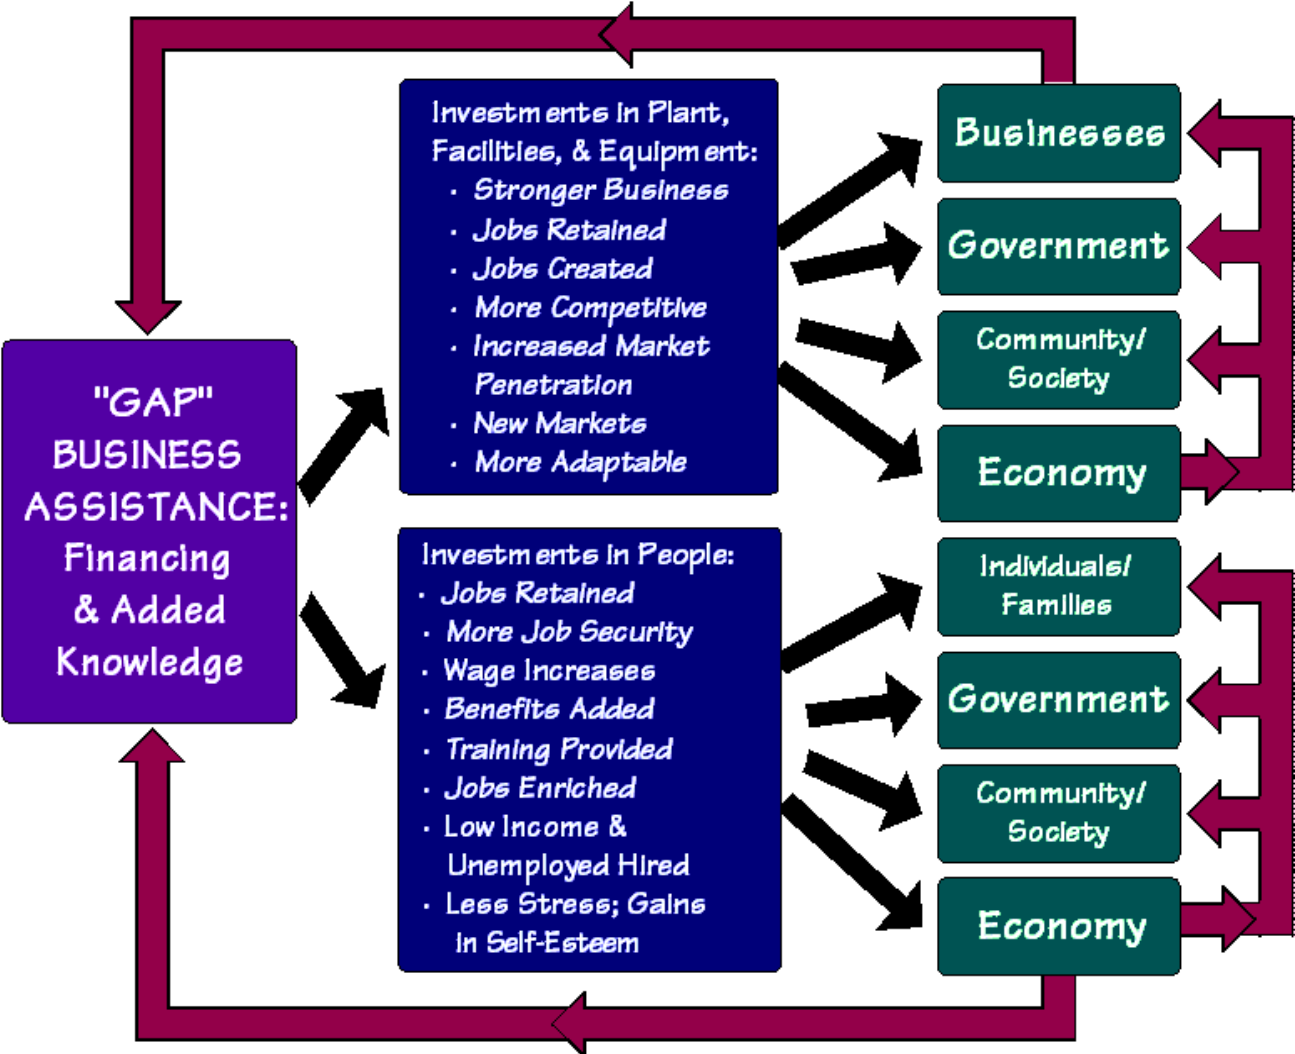 "GAP"
BUSINESS
ASSISTANCE:
Financing
& Added
Knowledge
Investments in Plant,
Facilities, & Equipment:
· Stronger Business
· Jobs Retained
· Jobs Created
· More Competitive
· Increased Market
Penetration
· New Markets
· More Adaptable
Investments in People:
· Jobs Retained
· More Job Security
· Wage Increases
· Benefits Added
· Training Provided
· Jobs Enriched
· Low Income &
Unemployed Hired
· Less Stress; Gains
in Self-Esteem
Businesses
Government
Community/
Society
Economy
Individuals/
Families
Government
Community/
Society
Economy